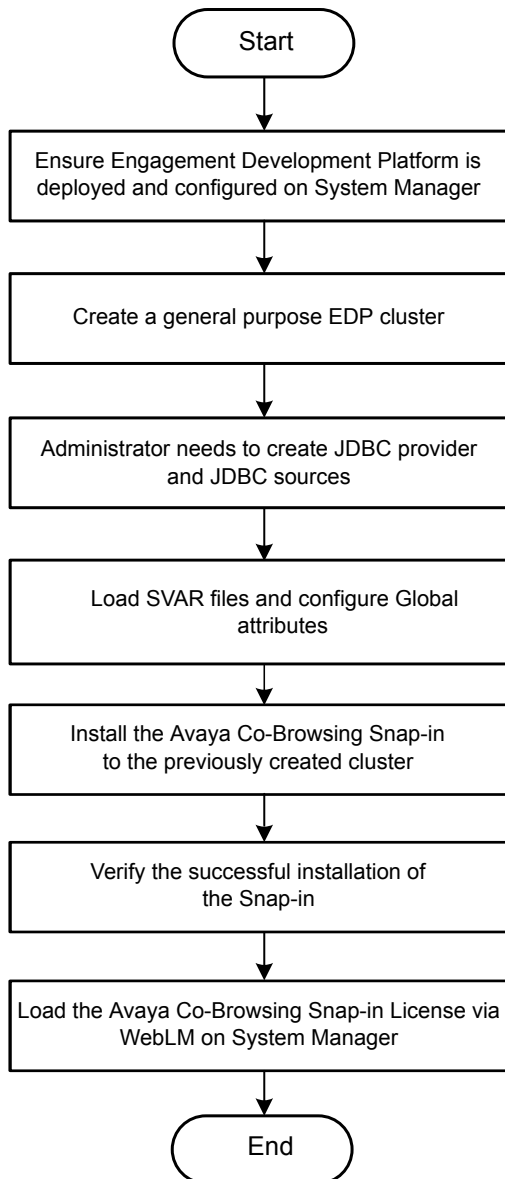 Start
Ensure Engagement Development Platform is
deployed and configured on System Manager
Create a general purpose EDP cluster
Administrator needs to create JDBC provider
and JDBC sources
Load SVAR files and configure Global
attributes
Install the Avaya Co-Browsing Snap-in
to the previously created cluster
Verify the successful installation of
the Snap-in
Load the Avaya Co-Browsing Snap-in License via
WebLM on System Manager
End